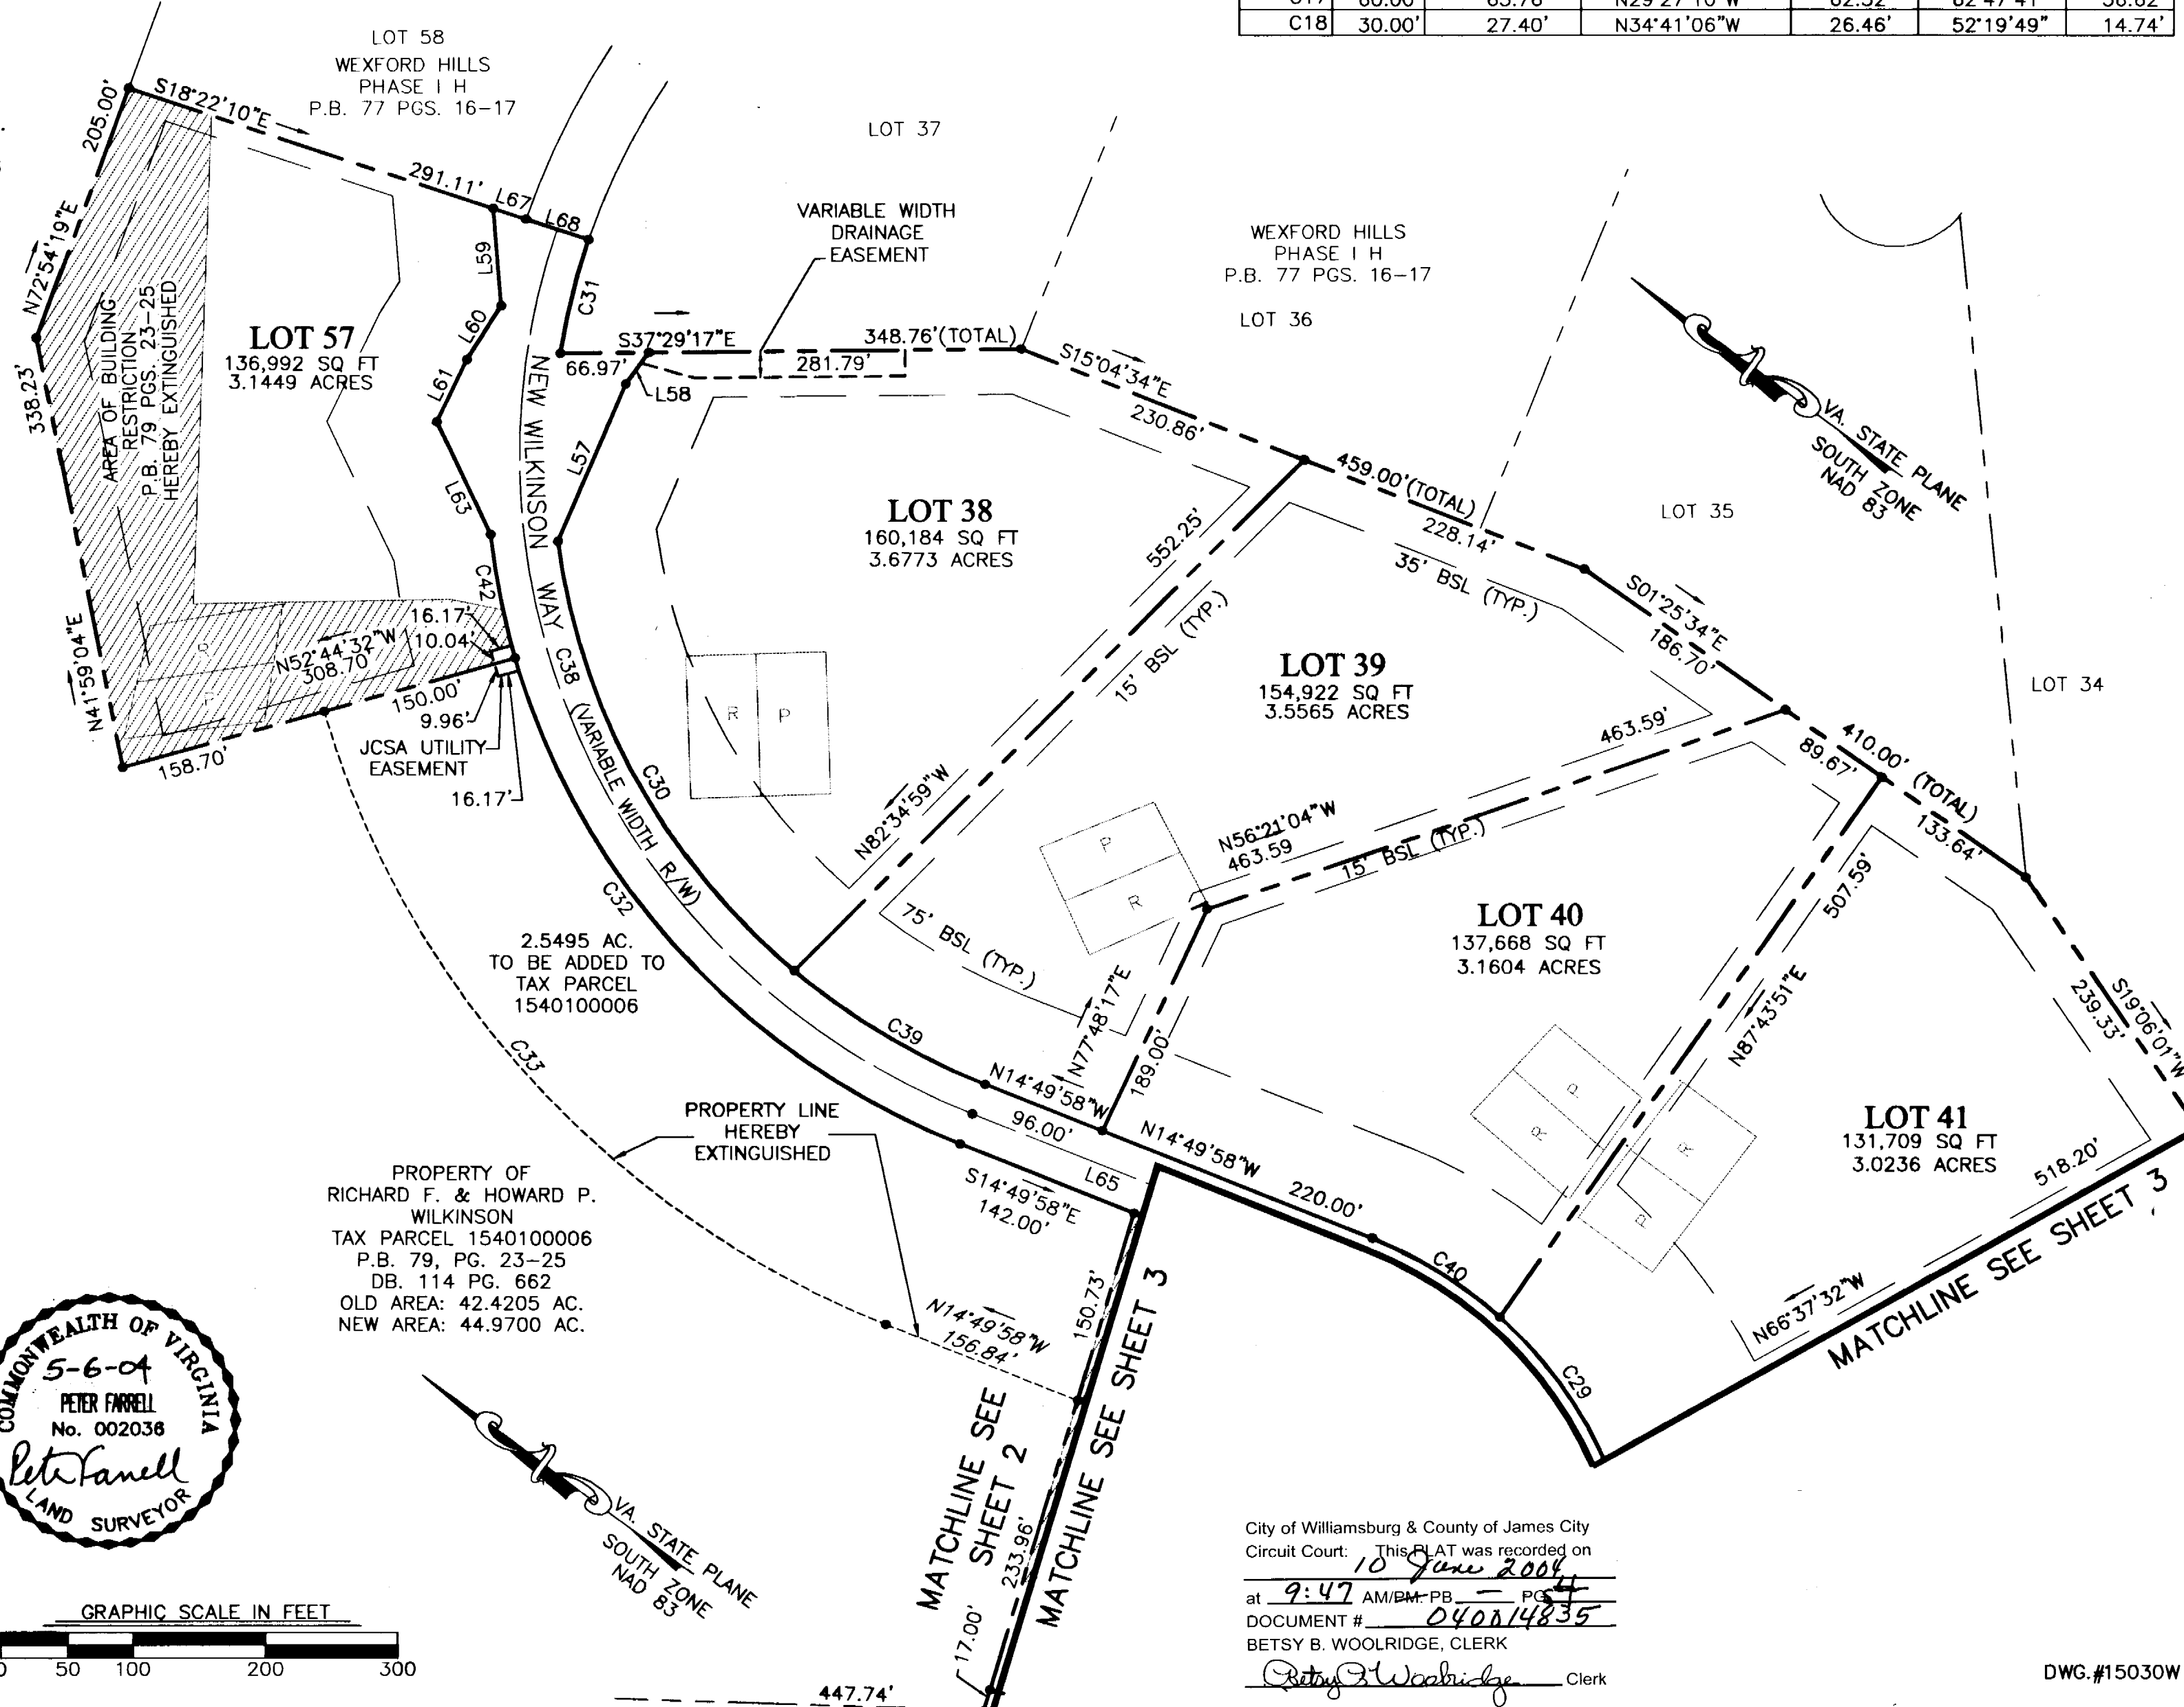 C18 30.00' 27.40' N34°41'06"W 26.46' 52°19'49" 14.74'
LOT 58
WEXFORD HILLS
PHASE I H
P.B. 77 PGS. 16-17
S18°22'10"E
291.11'
L67
L68
205.00'
N72°54'19"E
338.23'
N41°59'04"E
AREA OF BUILDING
RESTRICTION
P.B. 79 PGS. 23-25
HEREBY EXTINGUISHED
LOT 57
136,992 SQ FT
3.1449 ACRES
L59
L60
L61
L63
C42
C31
LOT 37
VARIABLE WIDTH
DRAINAGE
EASEMENT
S37°29'17"E
348.76'(TOTAL)
66.97'
281.79'
L58
L57
WEXFORD HILLS
PHASE I H
P.B. 77 PGS. 16-17
LOT 36
S15°04'34"E
230.86'
459.00'(TOTAL)
228.14'
LOT 35
S01°25'34"E
186.70'
LOT 34
410.00' (TOTAL)
89.67'
133.64'
VA. STATE PLANE
SOUTH ZONE
NAD 83
NEW WILKINSON WAY C38 (VARIABLE WIDTH R/W)
LOT 38
160,184 SQ FT
3.6773 ACRES
R P
552.25'
15' BSL (TYP.)
N82°34'59"W
35' BSL (TYP.)
LOT 39
154,922 SQ FT
3.5565 ACRES
463.59'
N56°21'04"W
463.59
15' BSL (TYP.)
P
R
75' BSL (TYP.)
16.17'
10.04'
N52°44'32"W
308.70'
150.00'
158.70'
9.96'
JCSA UTILITY
EASEMENT
16.17'
R
P
C30
C32
2.5495 AC.
TO BE ADDED TO
TAX PARCEL
1540100006
C33
C39
N14°49'58"W
96.00'
N77°48'17"E
189.00'
LOT 40
137,668 SQ FT
3.1604 ACRES
507.59'
N87°43'51"E
P
R
R
P
239.33'
S19°06'01"W
LOT 41
131,709 SQ FT
3.0236 ACRES
518.20'
N66°37'32"W
MATCHLINE SEE SHEET 3
N14°49'58"W
220.00'
C40
C29
L65
S14°49'58"E
142.00'
PROPERTY LINE
HEREBY
EXTINGUISHED
PROPERTY OF
RICHARD F. & HOWARD P.
WILKINSON
TAX PARCEL 1540100006
P.B. 79, PG. 23-25
DB. 114 PG. 662
OLD AREA: 42.4205 AC.
NEW AREA: 44.9700 AC.
N14°49'58"W
156.84'
150.73'
MATCHLINE SEE
SHEET 2
233.96'
17.00'
MATCHLINE SEE SHEET 3
447.74'
COMMONWEALTH OF VIRGINIA
5-6-04
PETER FARRELL
No. 002036
Peter Farrell
LAND SURVEYOR
VA. STATE PLANE
SOUTH ZONE
NAD 83
GRAPHIC SCALE IN FEET
0 50 100 200 300
City of Williamsburg & County of James City
Circuit Court: This PLAT was recorded on
10 June 2004
at 9:47 AM/PM. PB — PG 54
DOCUMENT # 040014835
BETSY B. WOOLRIDGE, CLERK
Betsy B Woolridge Clerk
DWG.#15030W